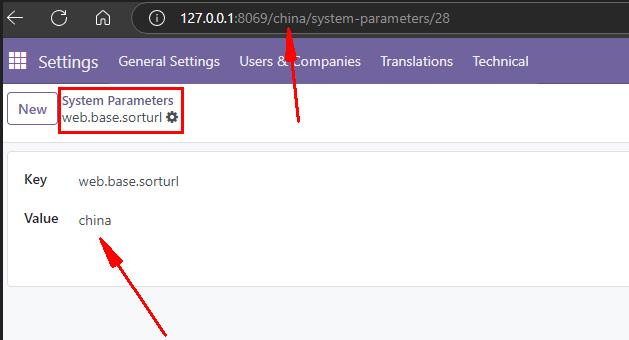 127.0.0.1:8069/china/system-parameters/28
Settings General Settings Users & Companies Translations Technical
New
System Parameters
web.base.sorturl
Key web.base.sorturl
Value china